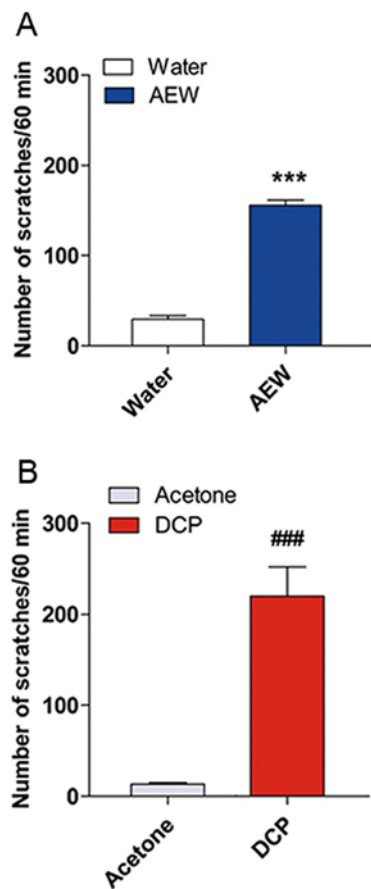 A
Number of scratches/60 min
300
200
100
0
Water
AEW
***
Water
AEW
B
Number of scratches/60 min
300
200
100
0
Acetone
DCP
###
Acetone
DCP